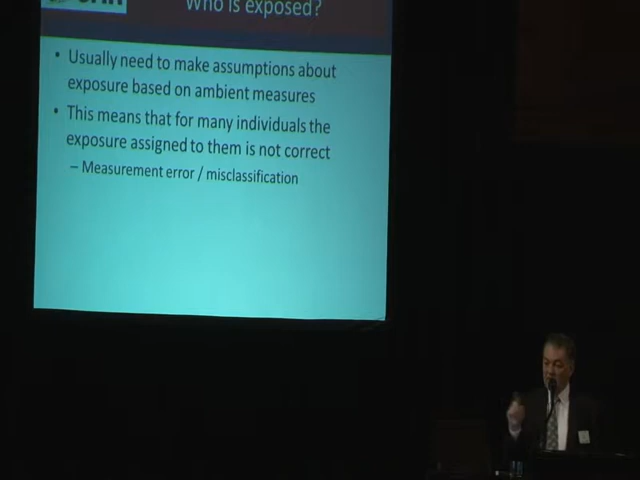 Who is exposed?
• Usually need to make assumptions about
exposure based on ambient measures
• This means that for many individuals the
exposure assigned to them is not correct
– Measurement error / misclassification